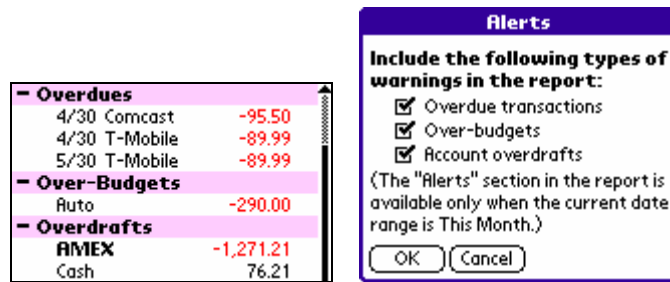 – Overdues
4/30 Comcast -95.50
4/30 T-Mobile -89.99
5/30 T-Mobile -89.99
– Over-Budgets
Auto -290.00
– Overdrafts
AMEX -1,271.21
Cash 76.21
Alerts
Include the following types of
warnings in the report:
Overdue transactions
Over-budgets
Account overdrafts
(The "Alerts" section in the report is
available only when the current date
range is This Month.)
OK Cancel